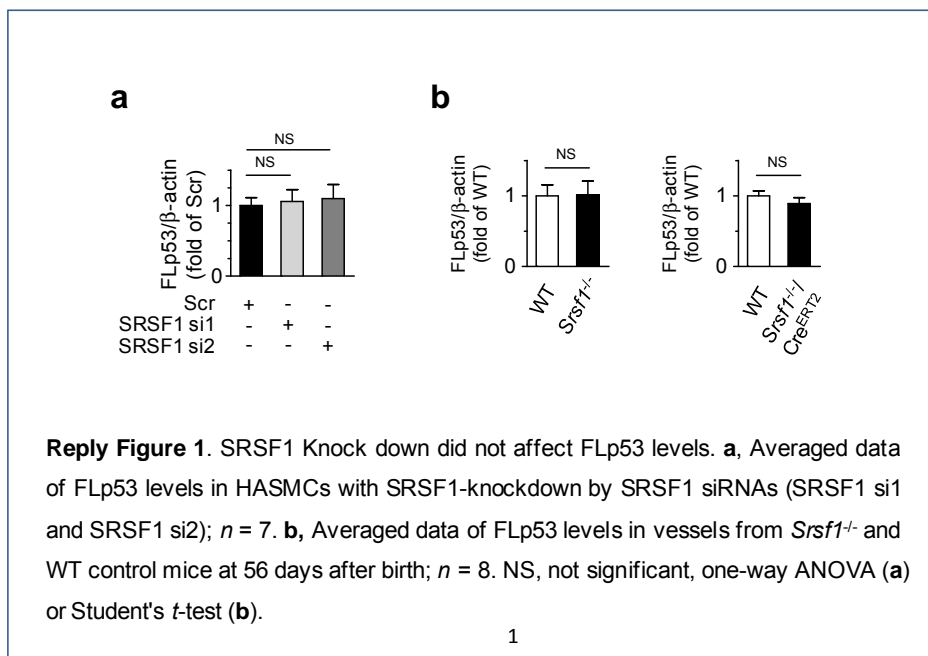 a
b
NS
NS
FLp53/β-actin
(fold of Scr)
1
0
Scr + - -
SRSF1 si1 - + -
SRSF1 si2 - - +
NS
FLp53/β-actin
(fold of WT)
1
0
WT
Srsf1-/-
NS
FLp53/β-actin
(fold of WT)
1
0
WT
Srsf1-/-/
CreERT2
Reply Figure 1. SRSF1 Knock down did not affect FLp53 levels. a, Averaged data
of FLp53 levels in HASMCs with SRSF1-knockdown by SRSF1 siRNAs (SRSF1 si1
and SRSF1 si2); n = 7. b, Averaged data of FLp53 levels in vessels from Srsf1-/- and
WT control mice at 56 days after birth; n = 8. NS, not significant, one-way ANOVA (a)
or Student's t-test (b).
1